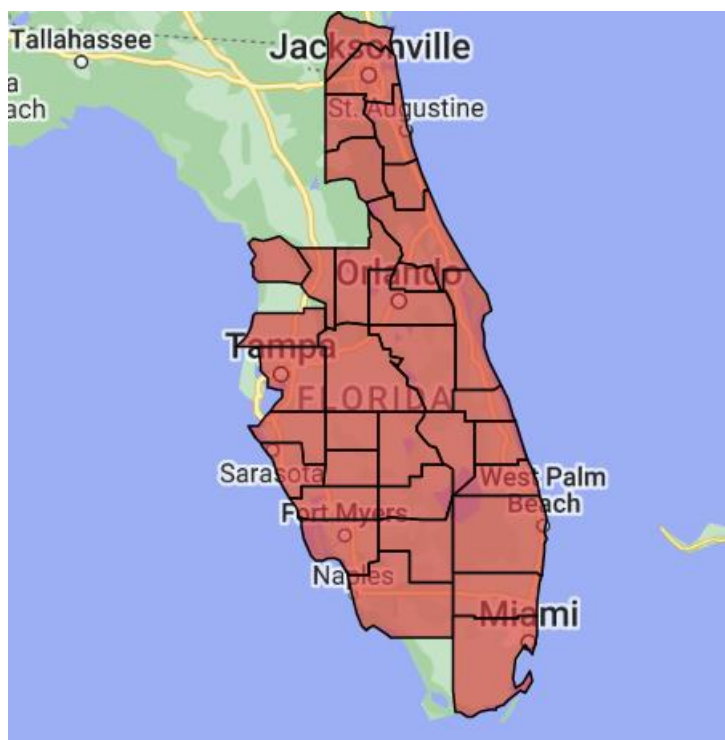 Tallahassee
Jacksonville
a
ach
St. Augustine
Orlando
Tampa
FLORIDA
Sarasota
West Palm
Beach
Fort Myers
Naples
Miami